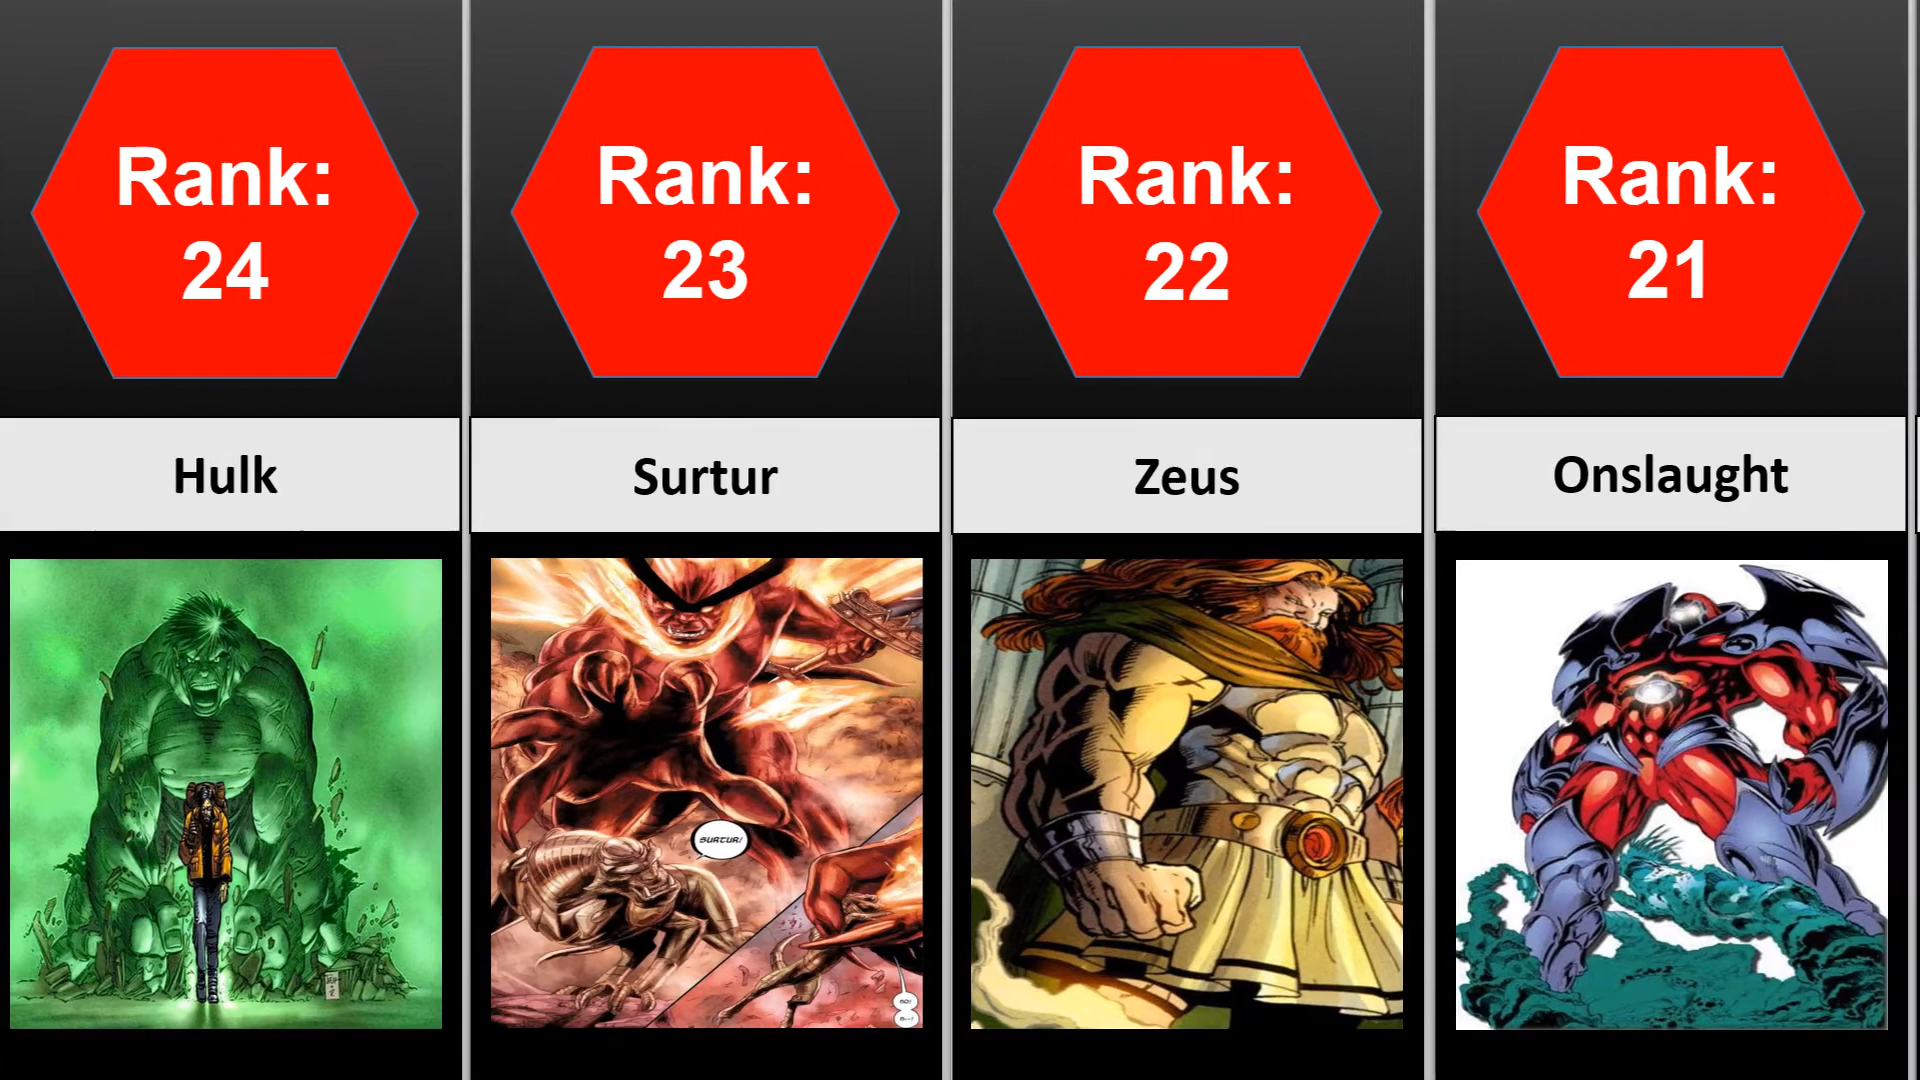 Rank:
24
Rank:
23
Rank:
22
Rank:
21
Hulk
Surtur
Zeus
Onslaught
SURTUR!